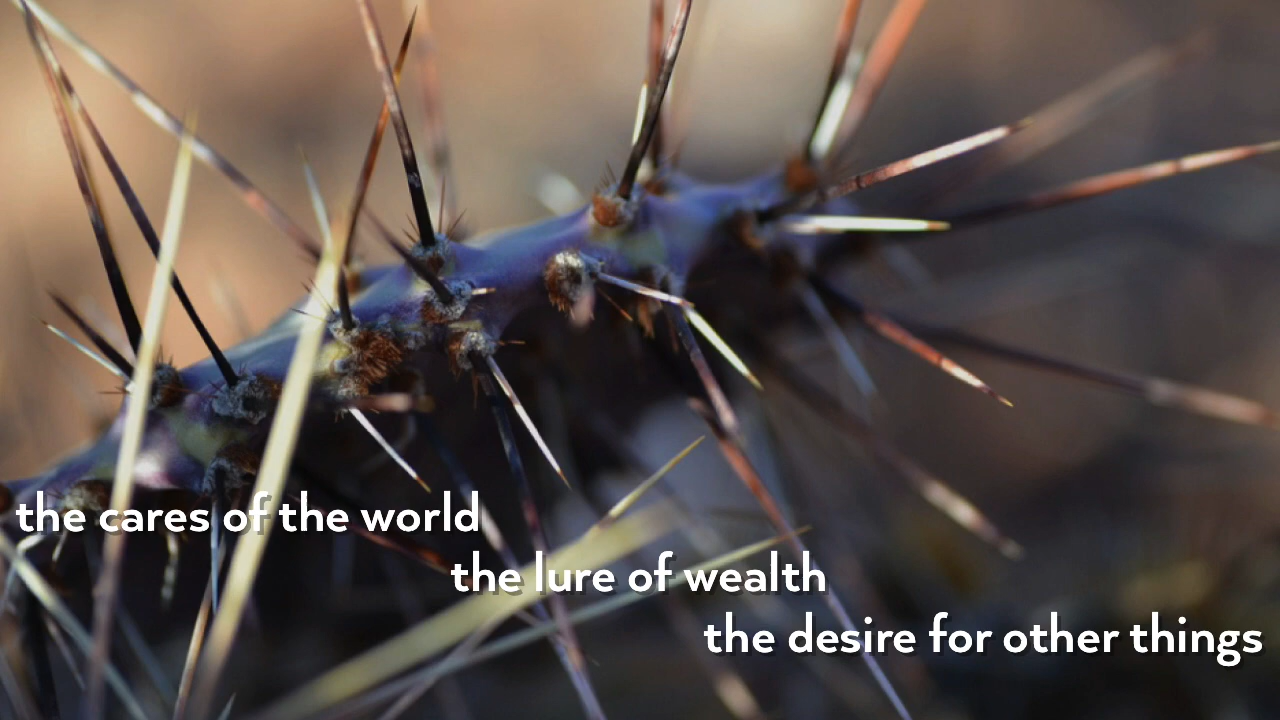 the cares of the world
the lure of wealth
the desire for other things